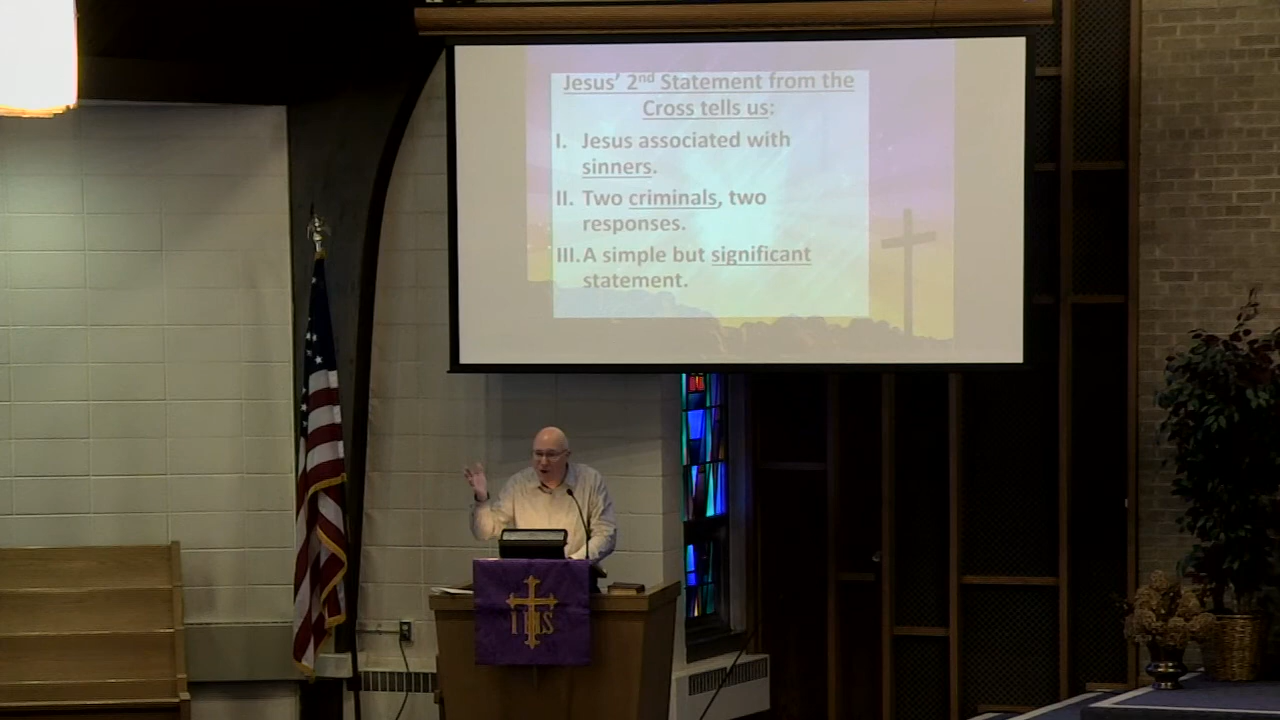 Jesus' 2nd Statement from the
Cross tells us:
I. Jesus associated with
sinners.
II. Two criminals, two
responses.
III. A simple but significant
statement.
IHS